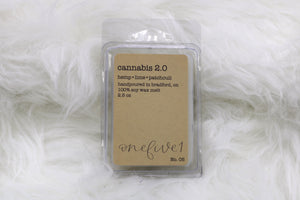 cannabis 2.0
hemp • lime • patchouli
handpoured in bradford, on
100% soy wax melt
2.5 oz
onefive1
No. 05